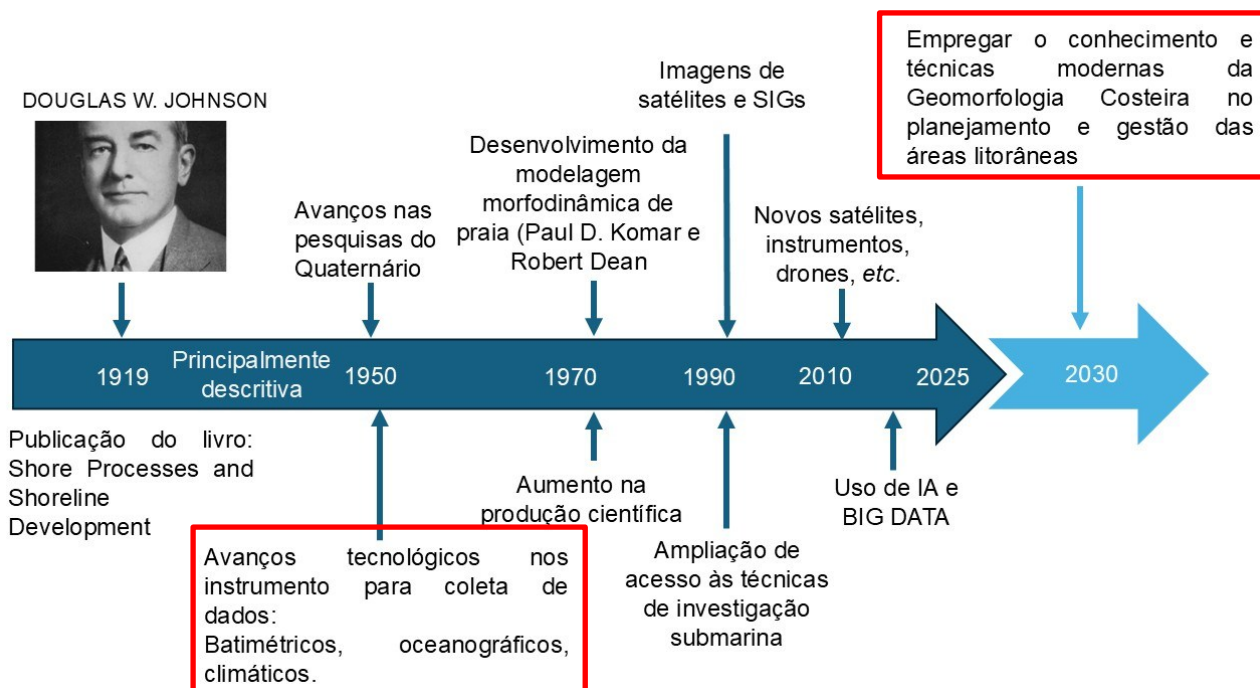 DOUGLAS W. JOHNSON
Imagens de
satélites e SIGs
Empregar o conhecimento e
técnicas modernas da
Geomorfologia Costeira no
planejamento e gestão das
áreas litorâneas
Avanços nas
pesquisas do
Quaternário
Desenvolvimento da
modelagem
morfodinâmica de
praia (Paul D. Komar e
Robert Dean
Novos satélites,
instrumentos,
drones, etc.
1919
Principalmente
descritiva
1950
1970
1990
2010
2025
2030
Publicação do livro:
Shore Processes and
Shoreline
Development
Avanços tecnológicos nos
instrumento para coleta de
dados:
Batimétricos, oceanográficos,
climáticos.
Aumento na
produção científica
Ampliação de
acesso às técnicas
de investigação
submarina
Uso de IA e
BIG DATA